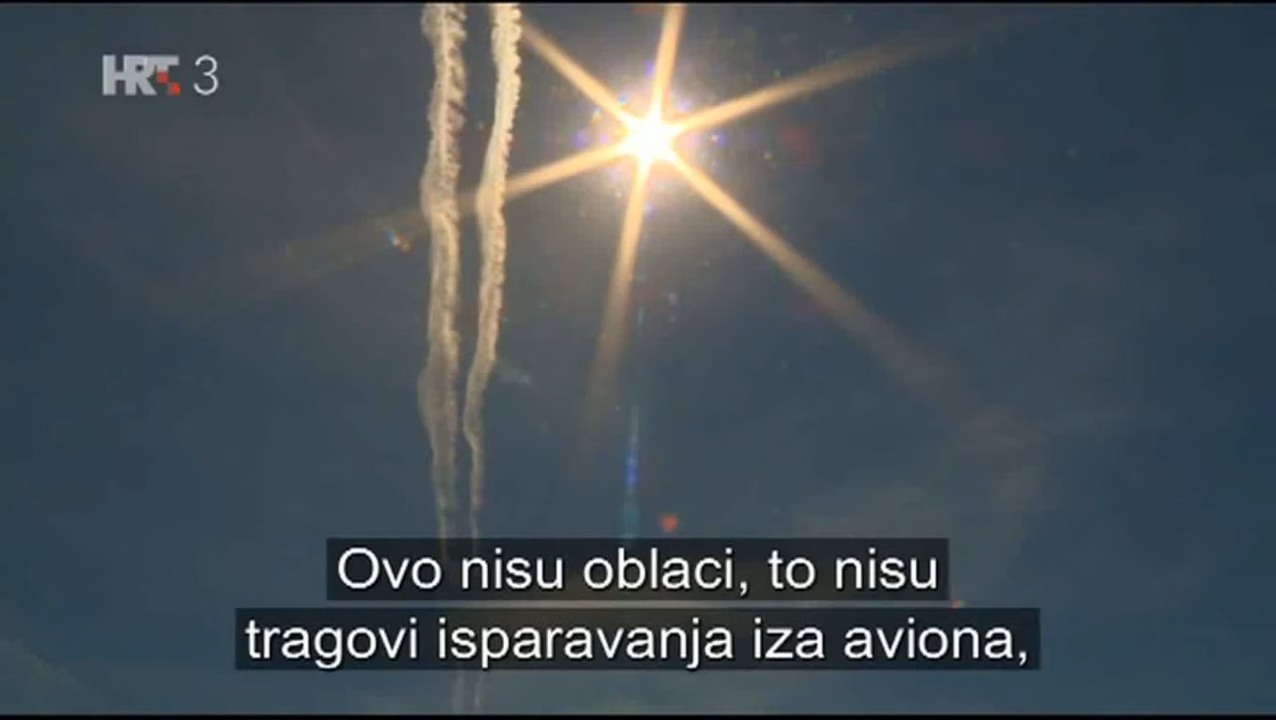 HRT 3
Ovo nisu oblaci, to nisu
tragovi isparavanja iza aviona,